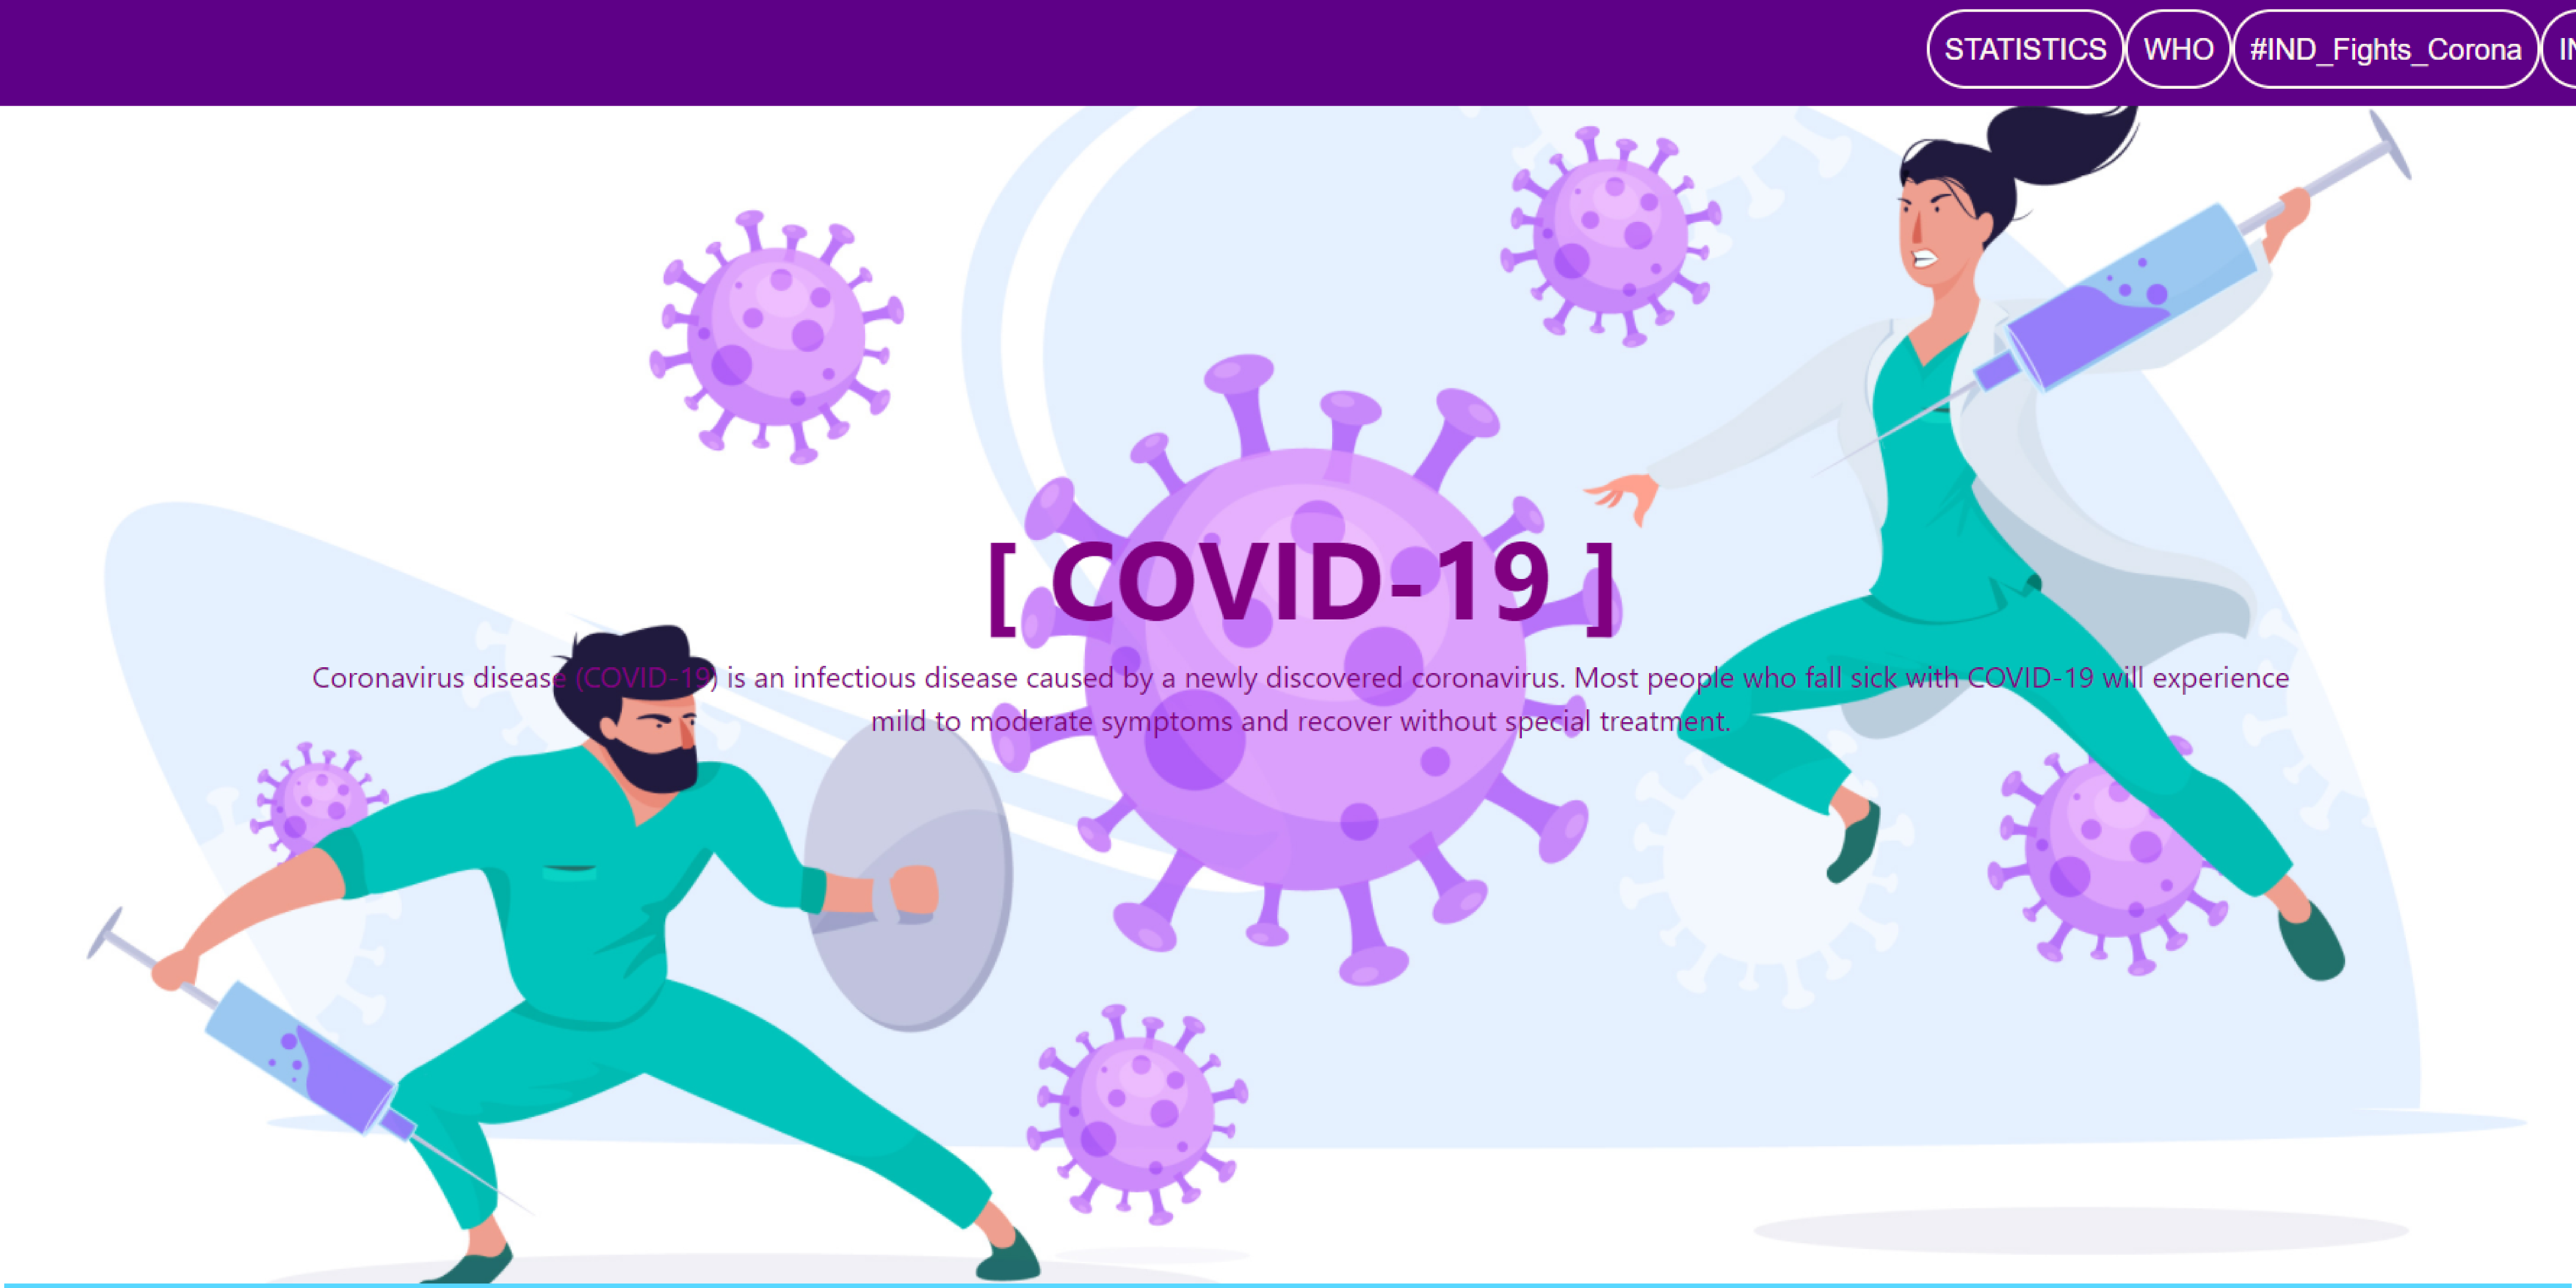 STATISTICS WHO #IND_Fights_Corona
[ COVID-19 ]
Coronavirus disease (COVID-19) is an infectious disease caused by a newly discovered coronavirus. Most people who fall sick with COVID-19 will experience
mild to moderate symptoms and recover without special treatment.